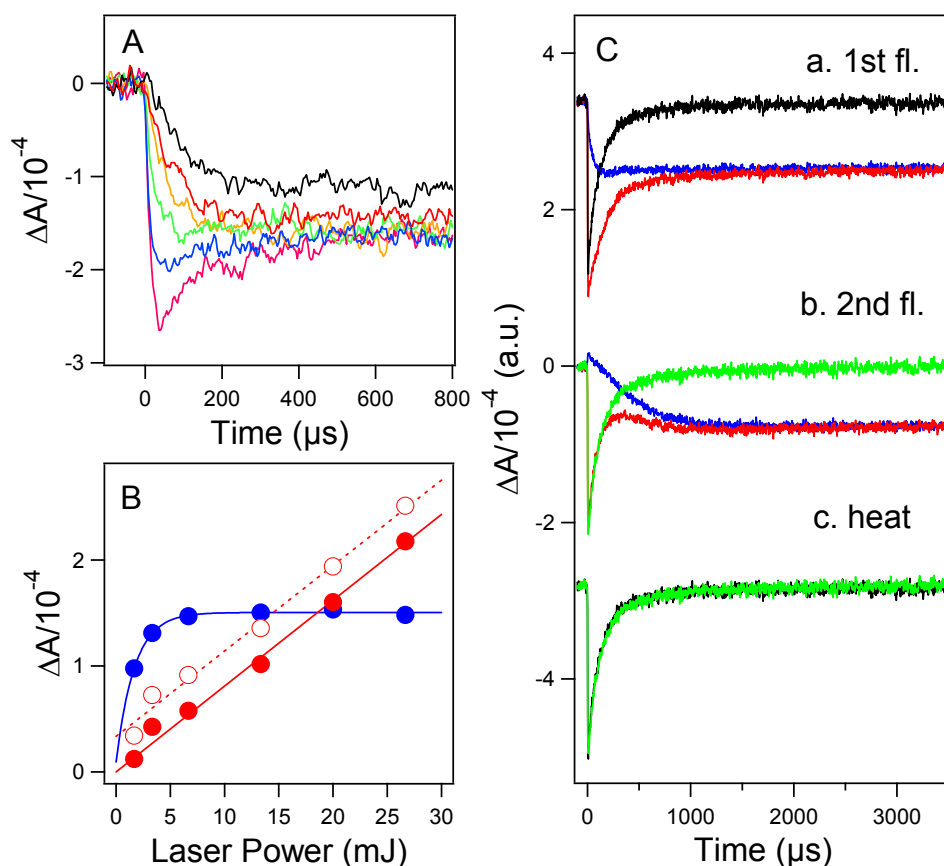 A
0
-1
-2
-3
ΔA/10⁻⁴
0 200 400 600 800
Time (µs)
B
2
1
0
ΔA/10⁻⁴
0 5 10 15 20 25 30
Laser Power (mJ)
C
a. 1st fl.
b. 2nd fl.
c. heat
4
2
0
-2
-4
ΔA/10⁻⁴ (a.u.)
0 1000 2000 3000
Time (µs)